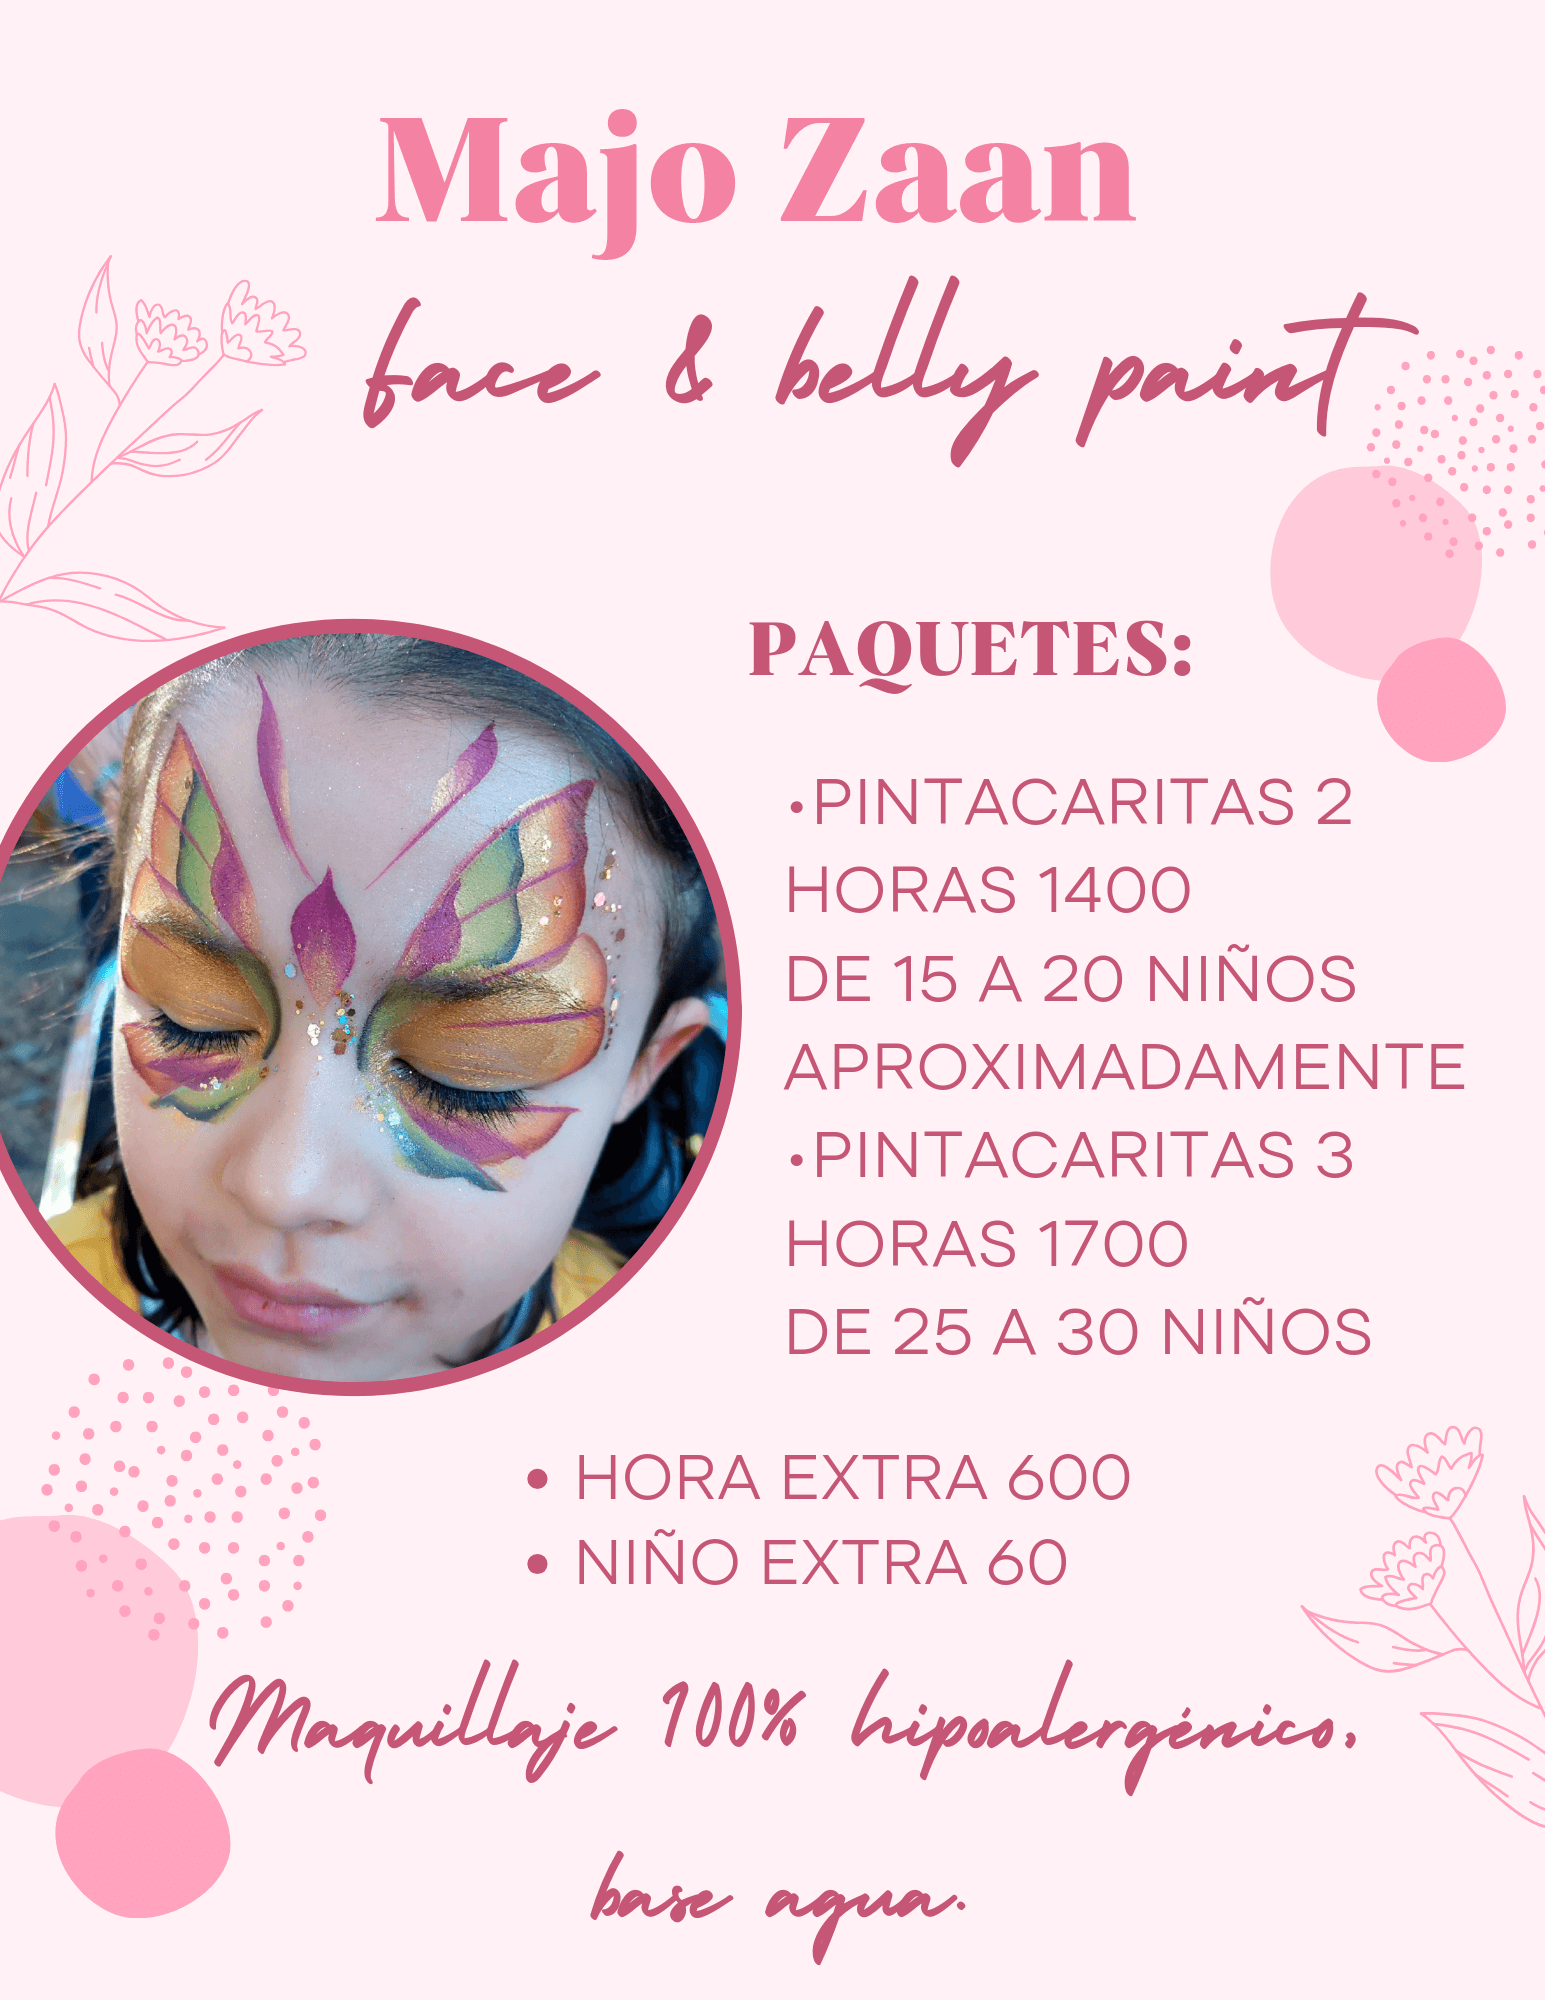 Majo Zaan
face & belly paint
PAQUETES:
•PINTACARITAS 2
HORAS 1400
DE 15 A 20 NIÑOS
APROXIMADAMENTE
•PINTACARITAS 3
HORAS 1700
DE 25 A 30 NIÑOS
• HORA EXTRA 600
• NIÑO EXTRA 60
Maquillaje 100% hipoalergénico,
base agua.